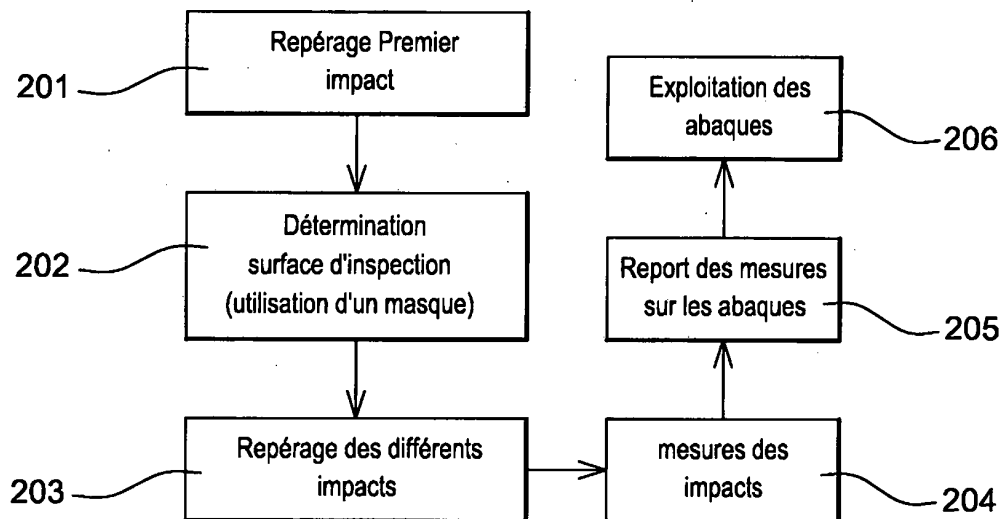 201
Repérage Premier
impact
202
Détermination
surface d'inspection
(utilisation d'un masque)
203
Repérage des différents
impacts
mesures des
impacts
204
Report des mesures
sur les abaques
205
Exploitation des
abaques
206